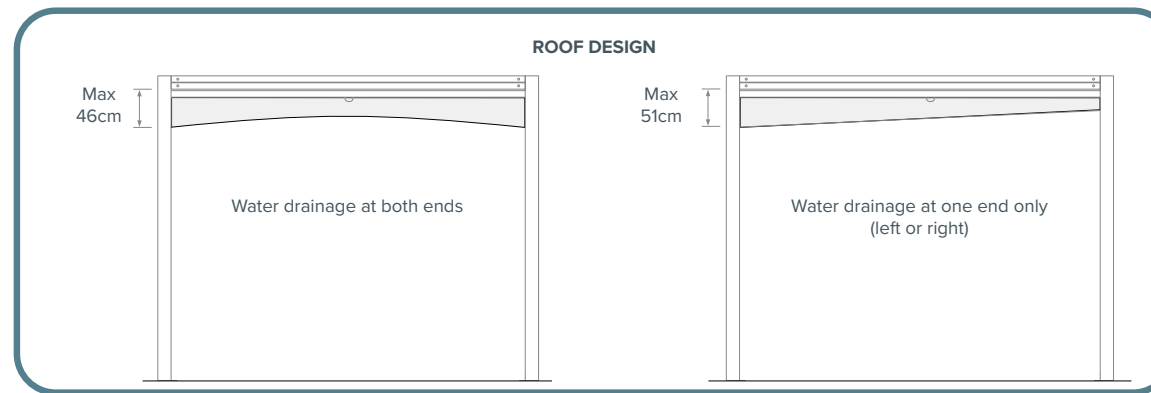 ROOF DESIGN
Max
46cm
Water drainage at both ends
Max
51cm
Water drainage at one end only
(left or right)